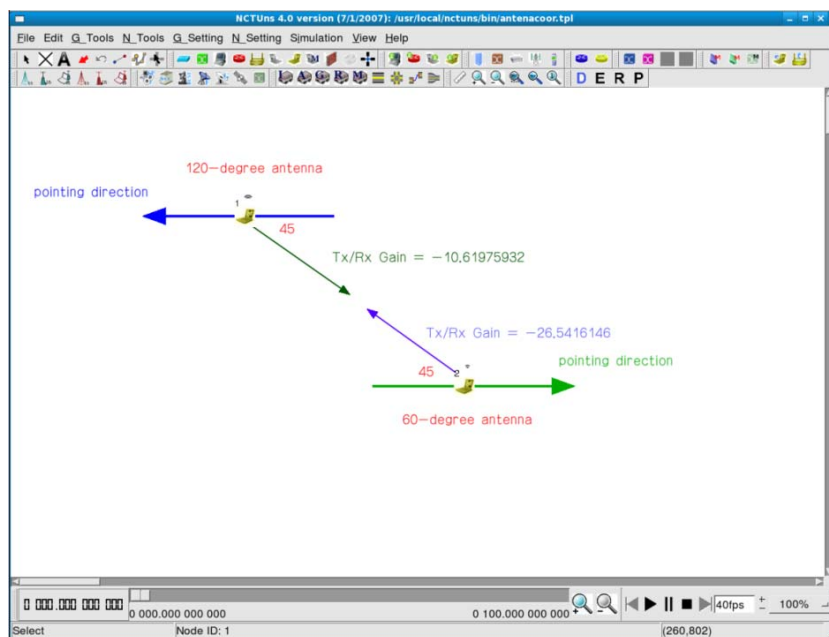 NCTUns 4.0 version (7/1/2007): /usr/local/nctuns/bin/antenacoor.tpl
File Edit G_Tools N_Tools G_Setting N_Setting Simulation View Help
A
D E R P
120-degree antenna
pointing direction
1
45
Tx/Rx Gain = -10.61975932
Tx/Rx Gain = -26.5416146
pointing direction
45
2
60-degree antenna
0 000.000 000 000
0 000.000 000 000
0 100.000 000 000
40fps
+
-
100%
Select
Node ID: 1
(260,802)